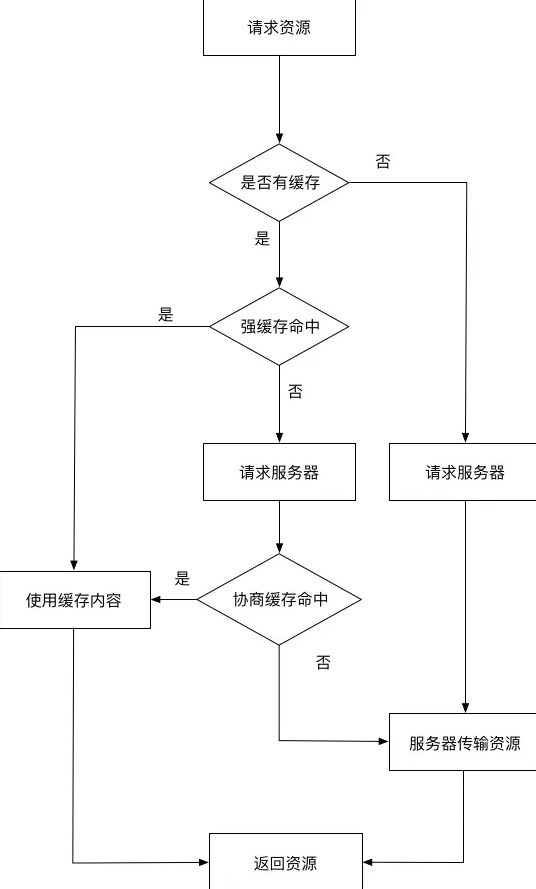 请求资源
是否有缓存
否
是
强缓存命中
是
否
请求服务器
请求服务器
使用缓存内容
是
协商缓存命中
否
服务器传输资源
返回资源